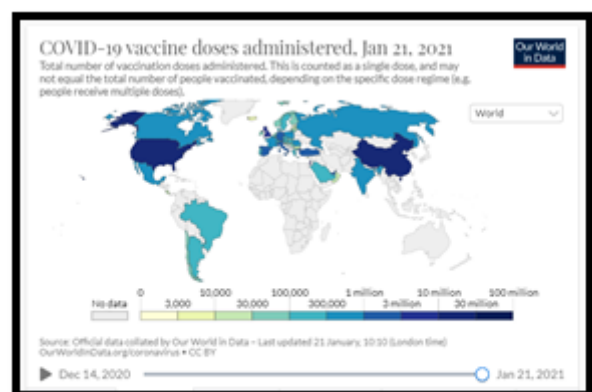 COVID-19 vaccine doses administered, Jan 21, 2021
Our World
in Data
Total number of vaccination doses administered. This is counted as a single dose, and may
not equal the total number of people vaccinated, depending on the specific dose regime (e.g.
people receive multiple doses).
World
0 10,000 100,000 1 million 10 million 100 million
No data 3,000 30,000 300,000 3 million 30 million
Source: Official data collated by Our World in Data – Last updated 21 January, 10:10 (London time)
OurWorldInData.org/coronavirus • CC BY
Dec 14, 2020 Jan 21, 2021